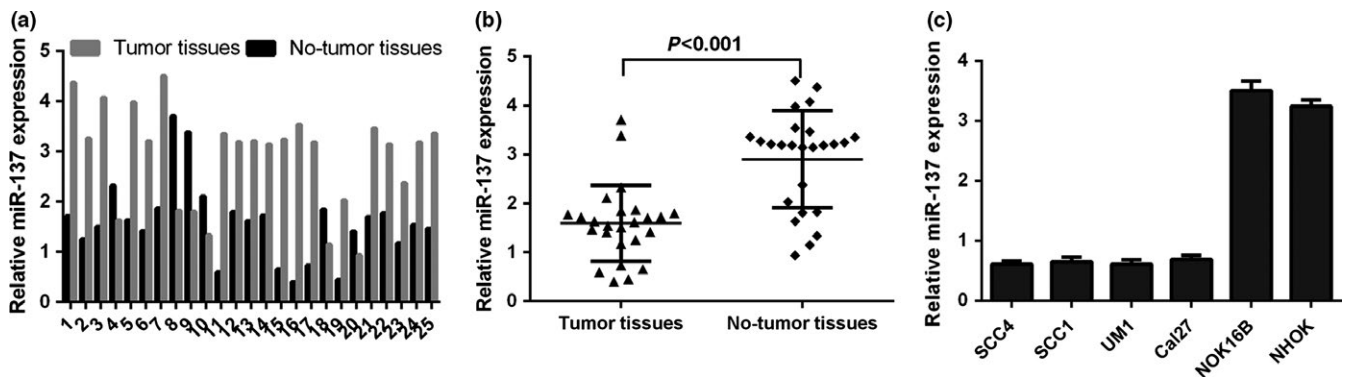 (a)
Tumor tissues No-tumor tissues
Relative miR-137 expression
5
4
3
2
1
0
1 2 3 4 5 6 7 8 9 10 11 12 13 14 15 16 17 18 19 20 21 22 23 24 25
(b)
P<0.001
Relative miR-137 expression
5
4
3
2
1
0
Tumor tissues No-tumor tissues
(c)
Relative miR-137 expression
4
3
2
1
0
SCC4 SCC1 UM1 Cal27 NOK16B NHOK